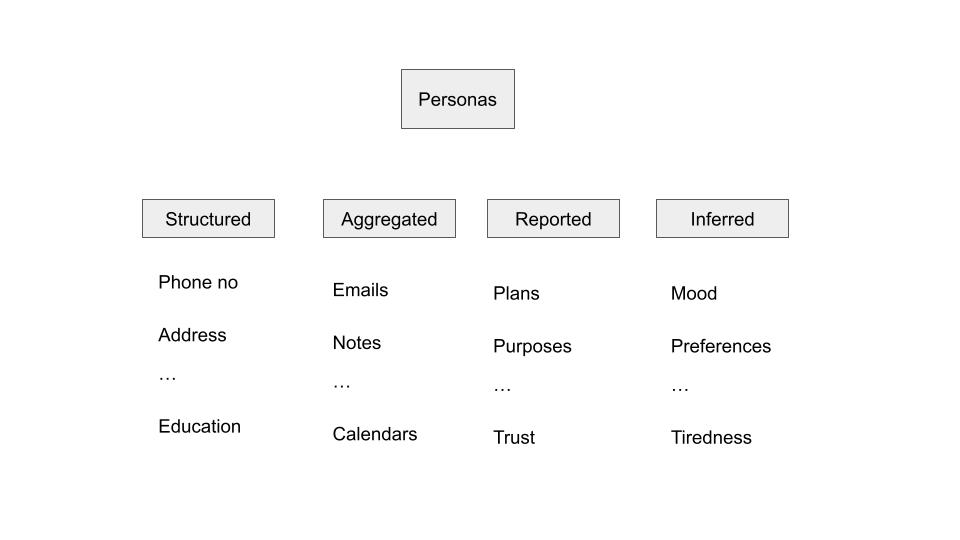 Personas
Structured
Aggregated
Reported
Inferred
Phone no
Address
…
Education
Emails
Notes
…
Calendars
Plans
Purposes
…
Trust
Mood
Preferences
…
Tiredness